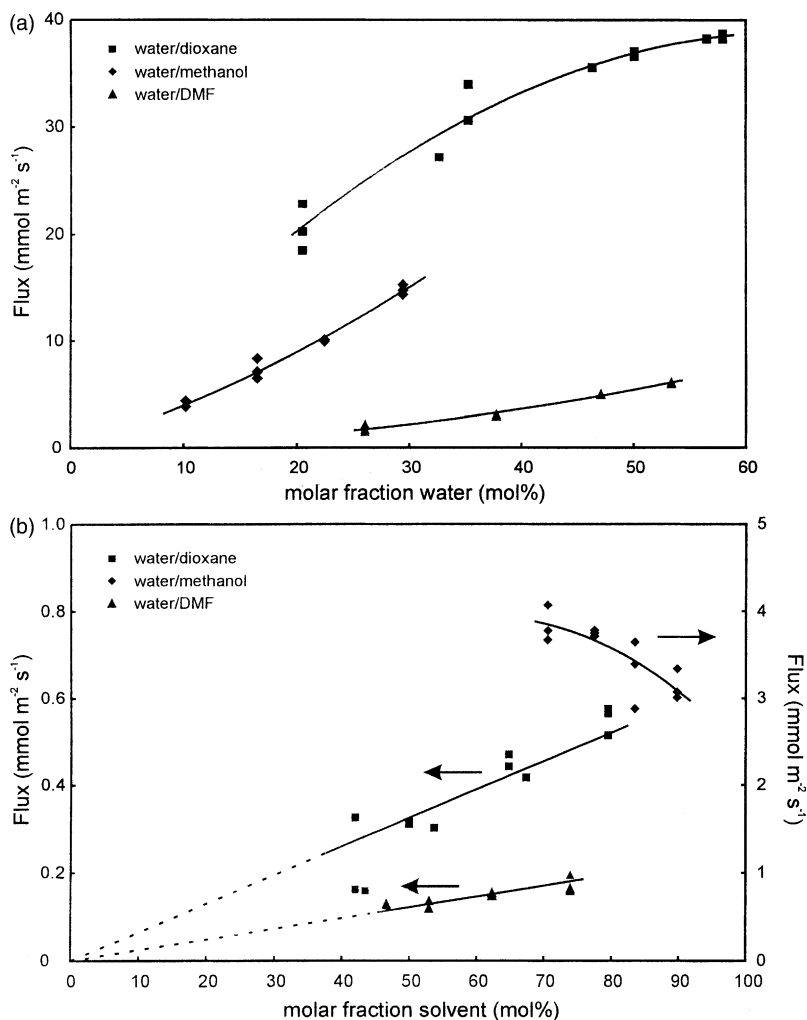 (a)
40
30
20
10
0
Flux (mmol m⁻² s⁻¹)
■ water/dioxane
◆ water/methanol
▲ water/DMF
0 10 20 30 40 50 60
molar fraction water (mol%)
(b)
1.0
0.8
0.6
0.4
0.2
0
Flux (mmol m⁻² s⁻¹)
■ water/dioxane
◆ water/methanol
▲ water/DMF
5
4
3
2
1
0
Flux (mmol m⁻² s⁻¹)
0 10 20 30 40 50 60 70 80 90 100
molar fraction solvent (mol%)